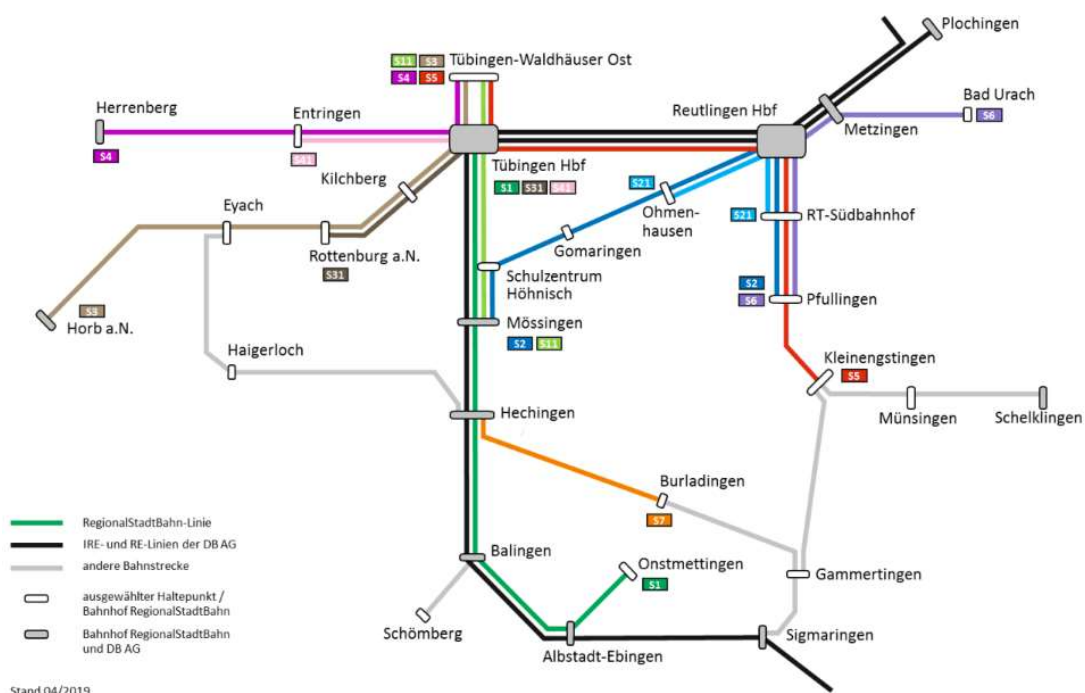 Plochingen
S11 S3 Tübingen-Waldhäuser Ost
S4 S5
Herrenberg
Entringen
Reutlingen Hbf
Bad Urach
S6
Metzingen
S4
S41
Kilchberg
Tübingen Hbf
S1 S31 S41
S21
Ohmen-
hausen
S21
RT-Südbahnhof
Eyach
Rottenburg a.N.
S31
Gomaringen
Schulzentrum
Höhnisch
S2
S6
Pfullingen
S3
Horb a.N.
Mössingen
S2 S11
Haigerloch
Kleinengstingen
S5
Hechingen
Münsingen
Schelklingen
Burladingen
S7
RegionalStadtBahn-Linie
IRE- und RE-Linien der DB AG
andere Bahnstrecke
ausgewählter Haltepunkt /
Bahnhof RegionalStadtBahn
Bahnhof RegionalStadtBahn
und DB AG
Balingen
Onstmettingen
S1
Gammertingen
Schömberg
Albstadt-Ebingen
Sigmaringen
Stand 04/2019